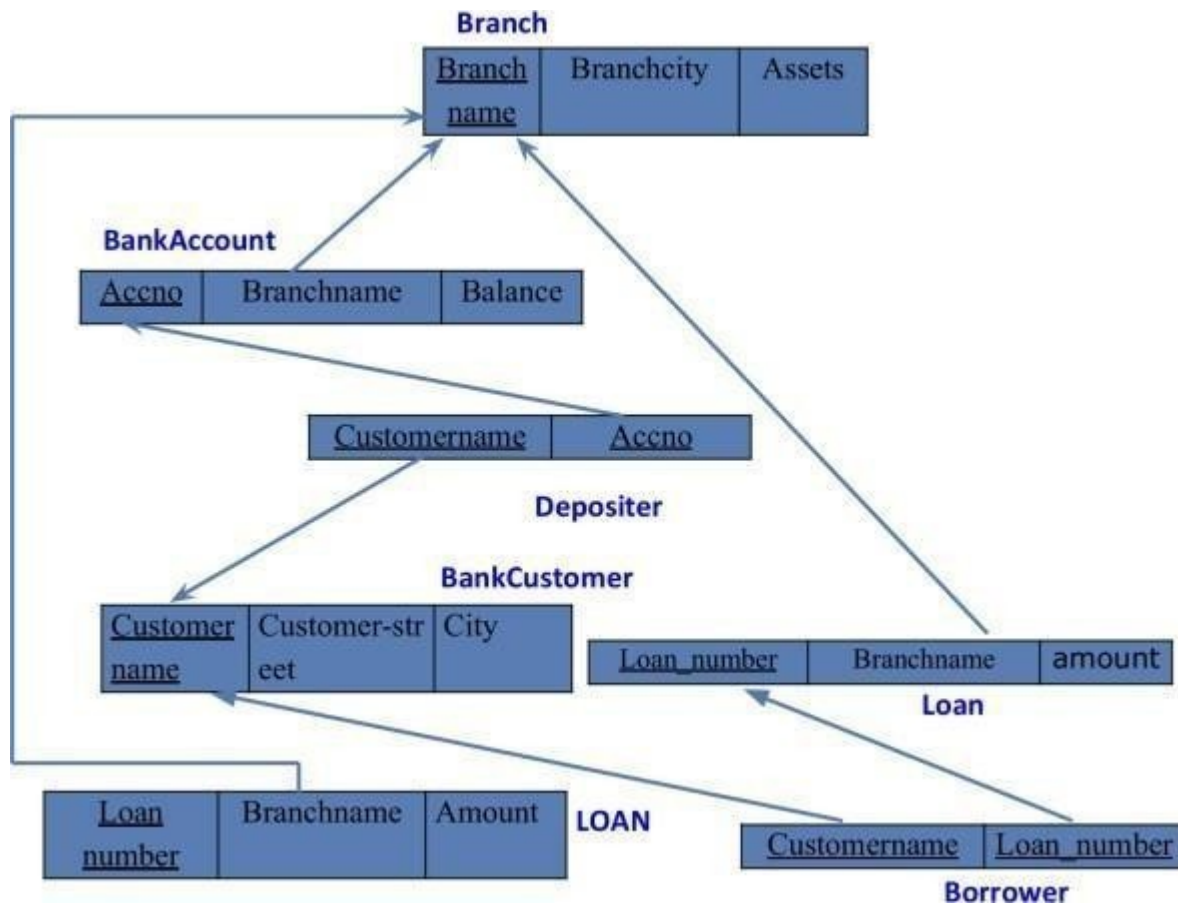 Branch
Branch Branchcity Assets
name
BankAccount
Accno Branchname Balance
Customername Accno
Depositer
BankCustomer
Customer Customer-str City
name eet
Loan_number Branchname amount
Loan
Loan Branchname Amount
number
LOAN
Customername Loan_number
Borrower